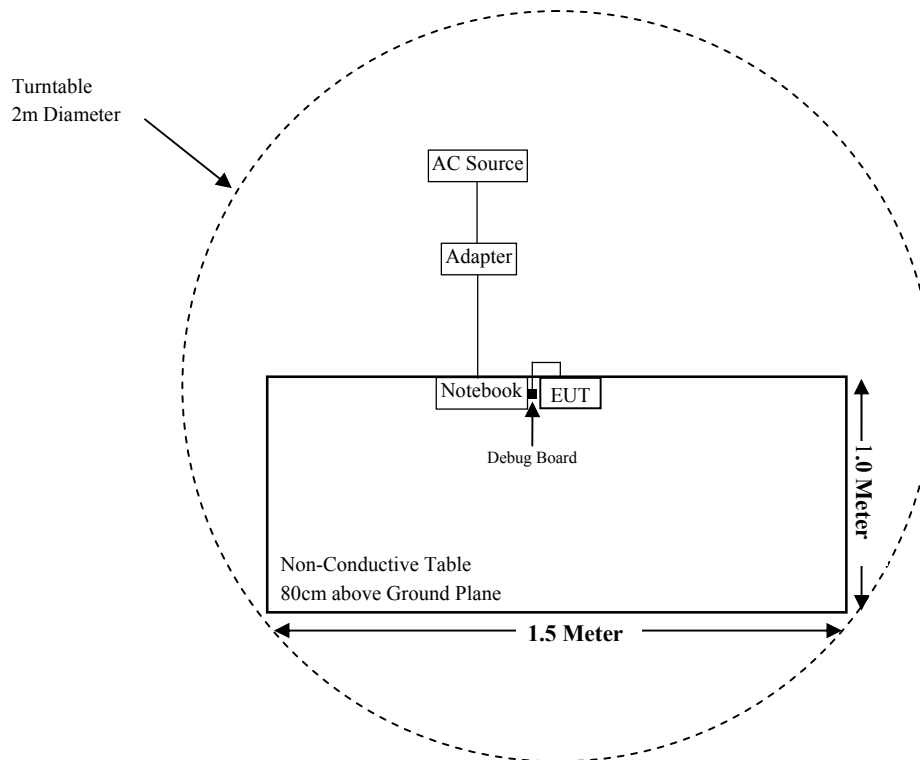 Turntable
2m Diameter
AC Source
Adapter
Notebook
EUT
Debug Board
1.0 Meter
Non-Conductive Table
80cm above Ground Plane
1.5 Meter